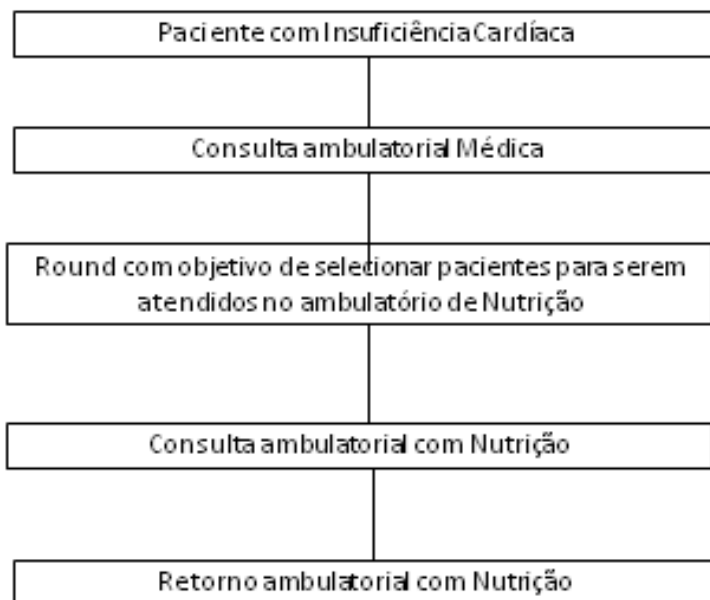 Paciente com Insuficiência Cardíaca
Consulta ambulatorial Médica
Round com objetivo de selecionar pacientes para serem
atendidos no ambulatório de Nutrição
Consulta ambulatorial com Nutrição
Retorno ambulatorial com Nutrição